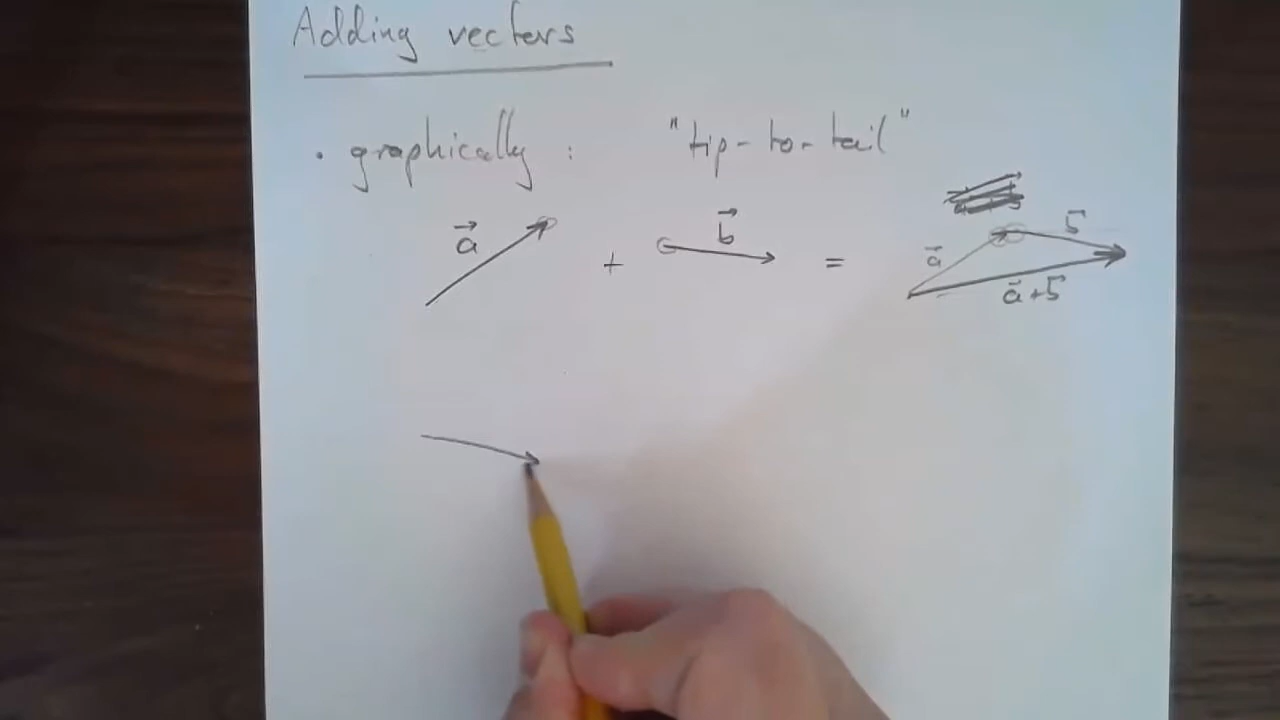 Adding vectors
• graphically : "tip-to-tail"
a⃗ + b⃗ = a⃗ b⃗
a⃗+b⃗